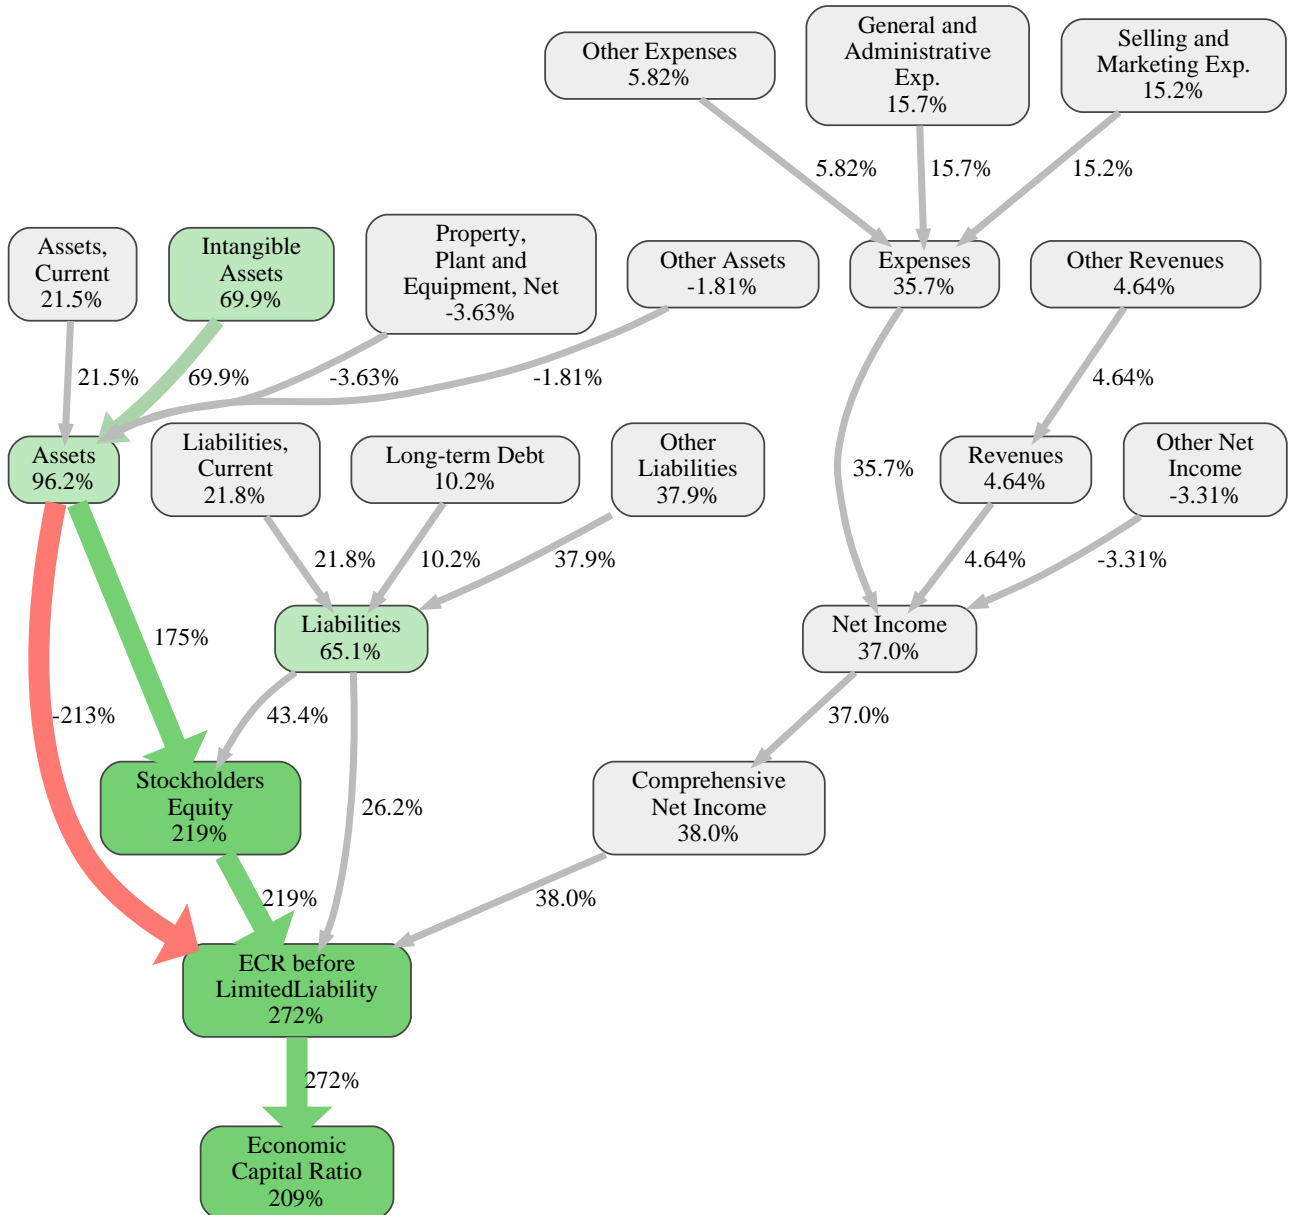 Other Expenses
5.82%
General and
Administrative
Exp.
15.7%
Selling and
Marketing Exp.
15.2%
5.82%
15.7%
15.2%
Assets,
Current
21.5%
Intangible
Assets
69.9%
Property,
Plant and
Equipment, Net
-3.63%
Other Assets
-1.81%
Expenses
35.7%
Other Revenues
4.64%
21.5%
69.9%
-3.63%
-1.81%
4.64%
Assets
96.2%
Liabilities,
Current
21.8%
Long-term Debt
10.2%
Other
Liabilities
37.9%
35.7%
Revenues
4.64%
Other Net
Income
-3.31%
21.8%
10.2%
37.9%
4.64%
-3.31%
175%
Liabilities
65.1%
Net Income
37.0%
-213%
43.4%
37.0%
Stockholders
Equity
219%
26.2%
Comprehensive
Net Income
38.0%
219%
38.0%
ECR before
LimitedLiability
272%
272%
Economic
Capital Ratio
209%